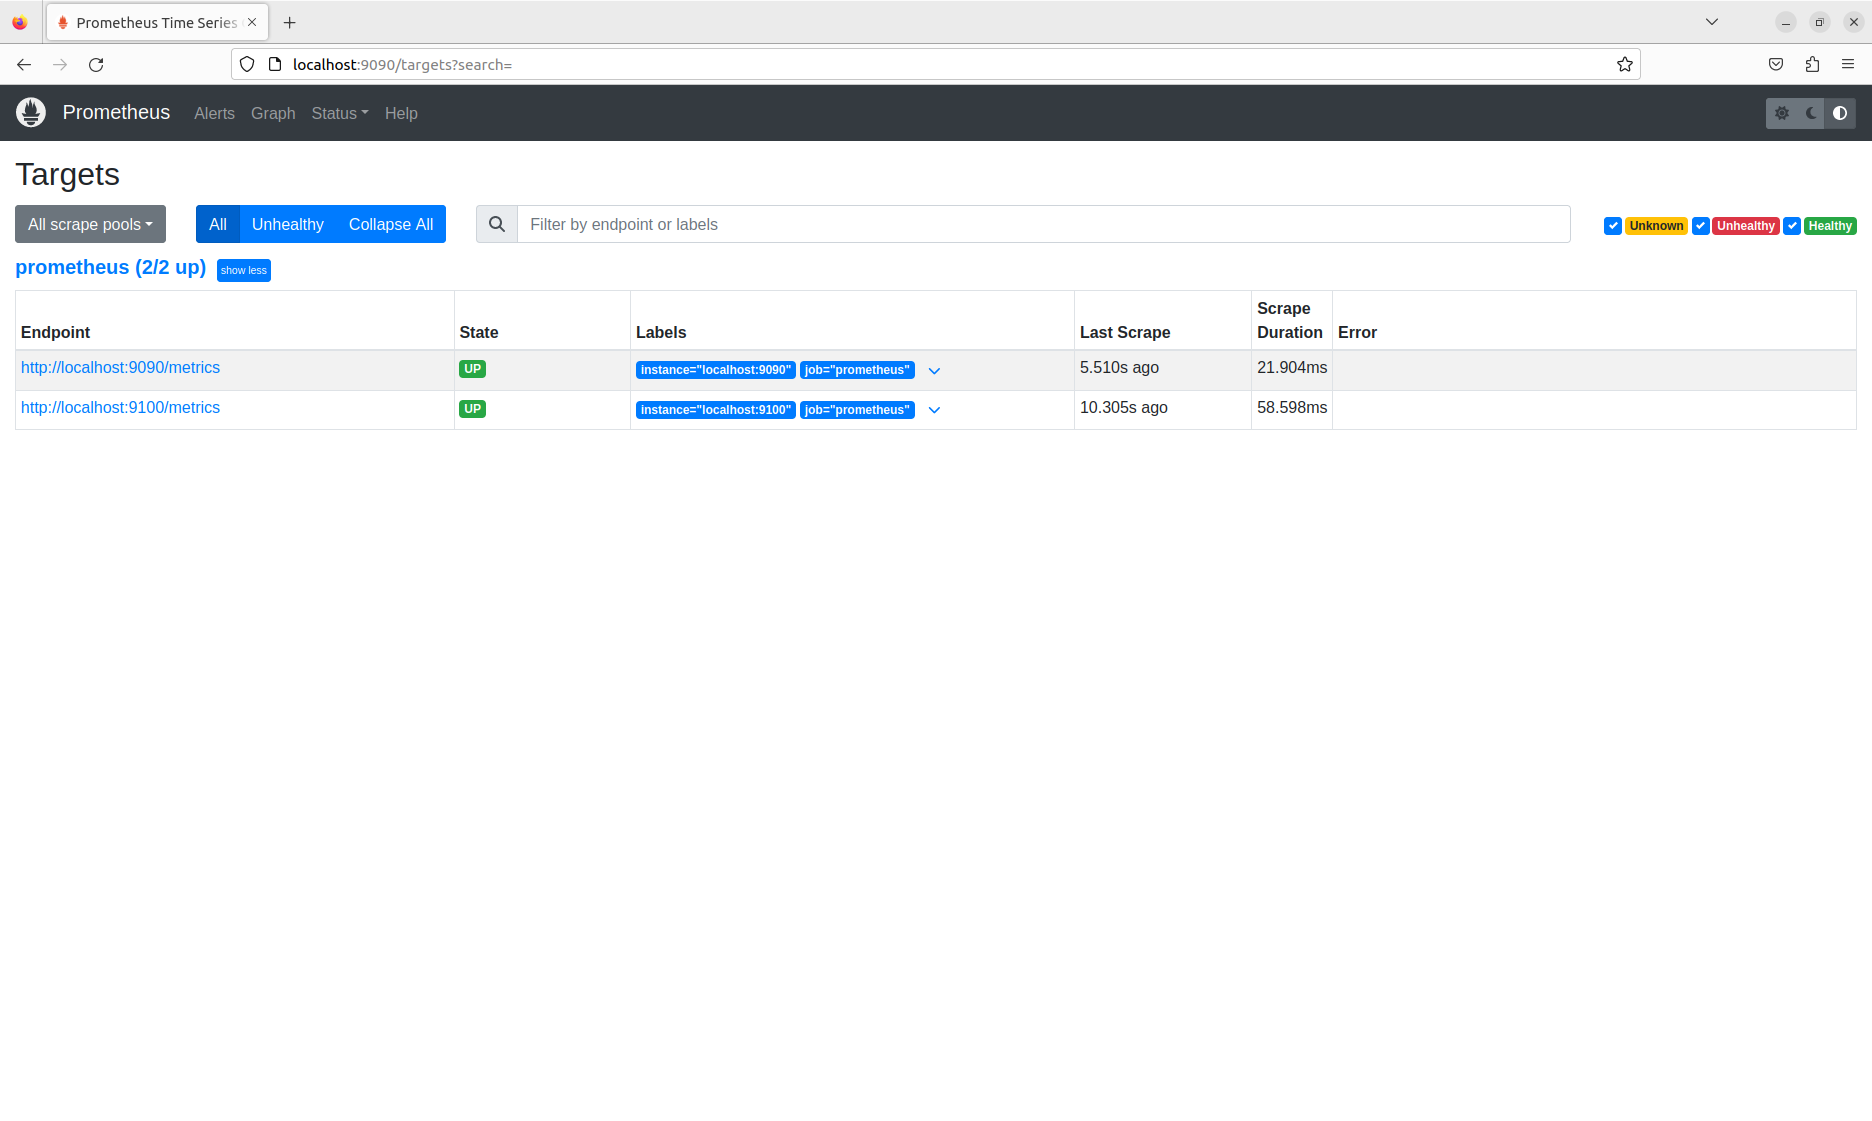 Prometheus Time Series
localhost:9090/targets?search=
Prometheus Alerts Graph Status Help
Targets
All scrape pools All Unhealthy Collapse All Filter by endpoint or labels Unknown Unhealthy Healthy
prometheus (2/2 up) show less
Endpoint State Labels Last Scrape Scrape Duration Error
http://localhost:9090/metrics UP instance="localhost:9090" job="prometheus" 5.510s ago 21.904ms
http://localhost:9100/metrics UP instance="localhost:9100" job="prometheus" 10.305s ago 58.598ms